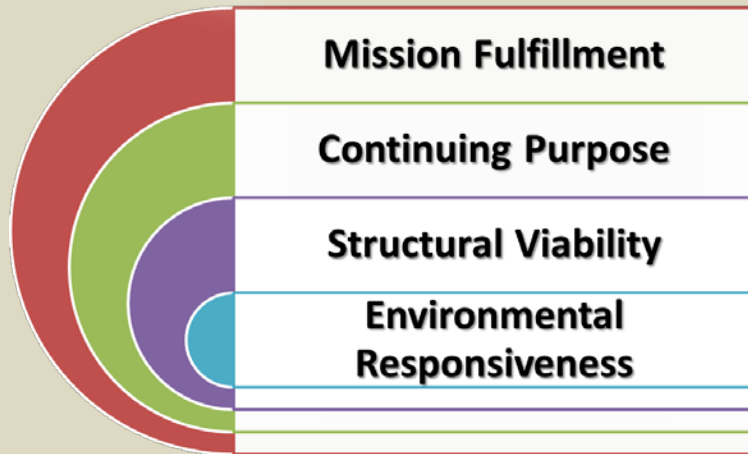 Mission Fulfillment
Continuing Purpose
Structural Viability
Environmental
Responsiveness